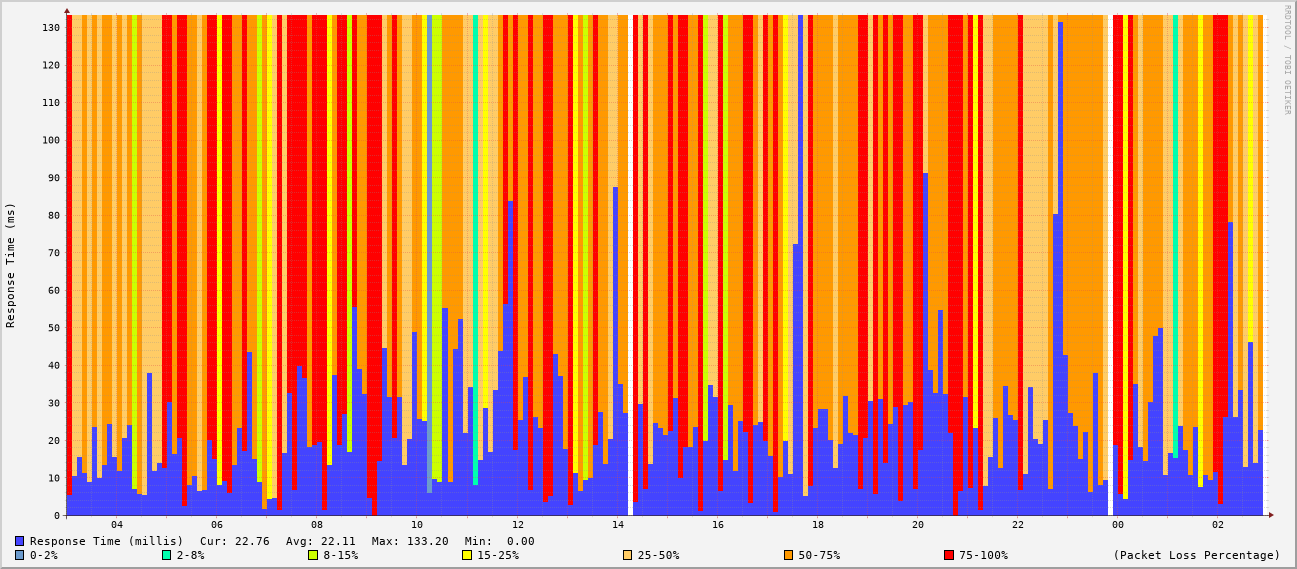 RRDTOOL / TOBI OETIKER
Response Time (ms)
130
120
110
100
90
80
70
60
50
40
30
20
10
0
04 06 08 10 12 14 16 18 20 22 00 02
Response Time (millis) Cur: 22.76 Avg: 22.11 Max: 133.20 Min: 0.00
0-2% 2-8% 8-15% 15-25% 25-50% 50-75% 75-100% (Packet Loss Percentage)